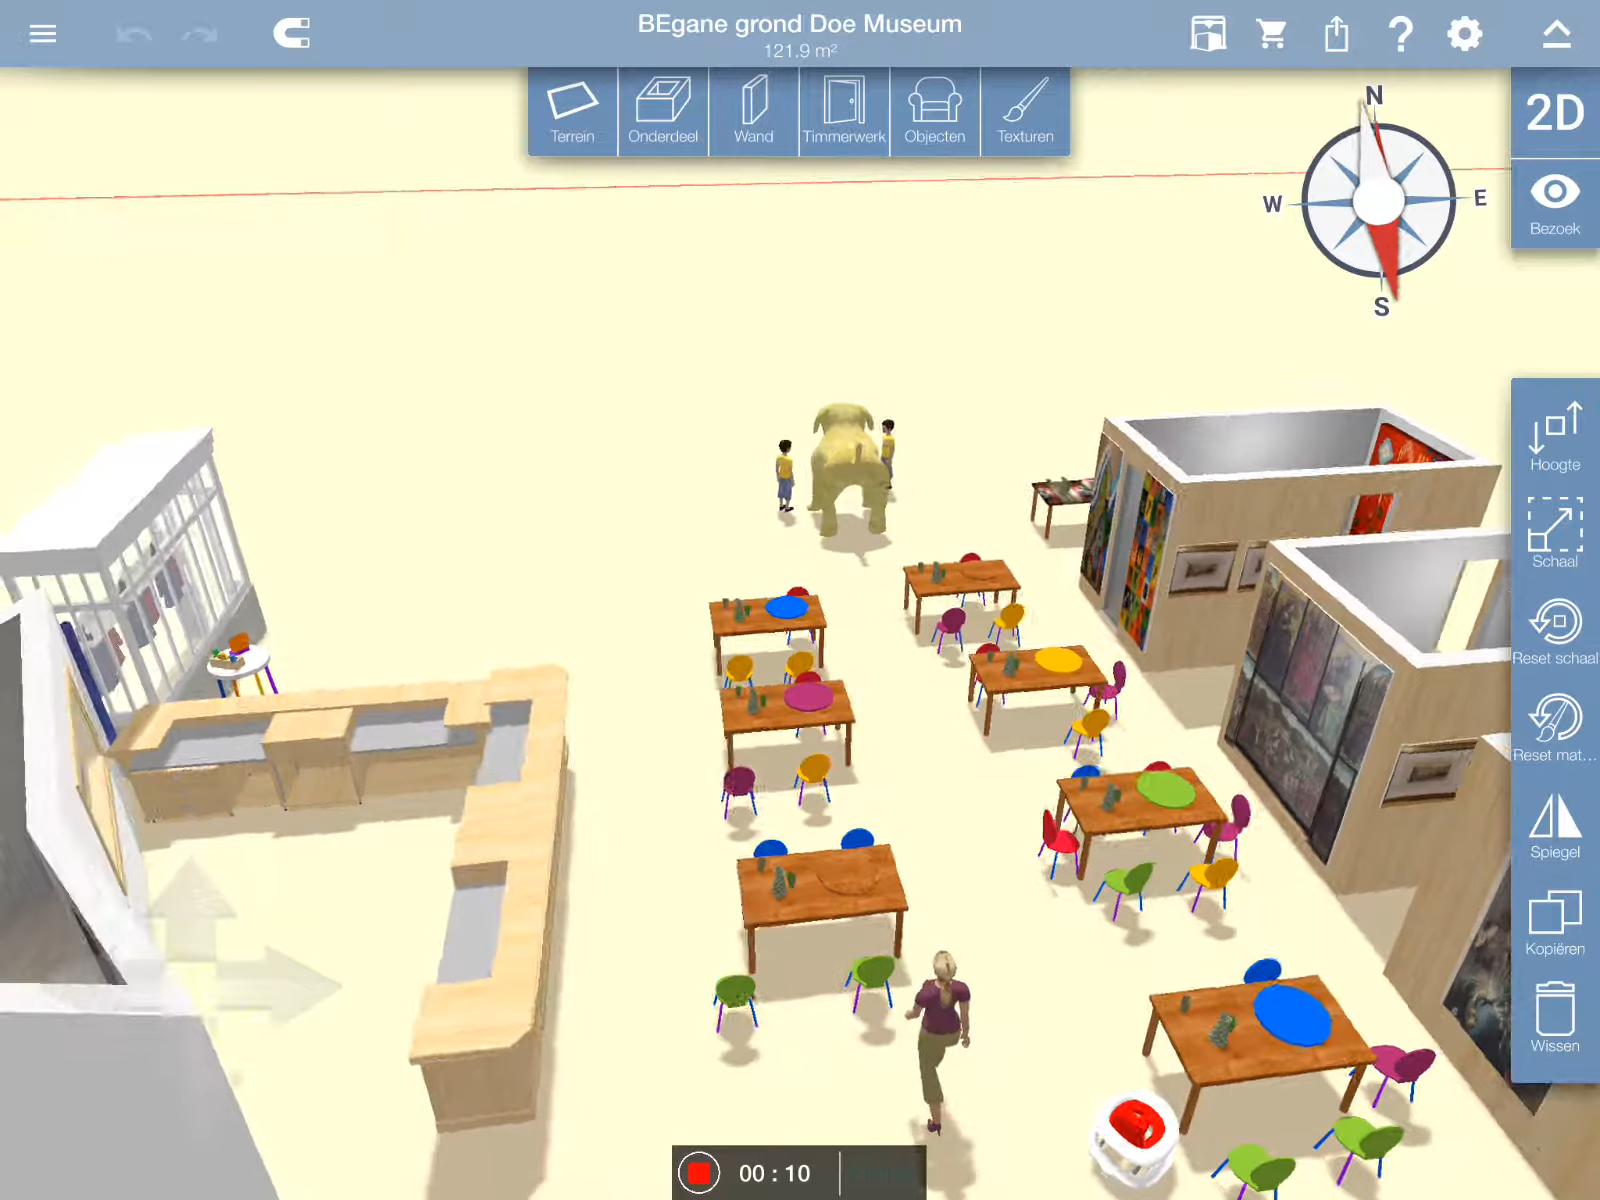 BEgane grond Doe Museum
121.9 m²
Terrein
Onderdeel
Wand
Timmerwerk
Objecten
Texturen
2D
Bezoek
N
W
E
S
Hoogte
Schaal
Reset schaal
Reset mat...
Spiegel
Kopiëren
Wissen
00 : 10